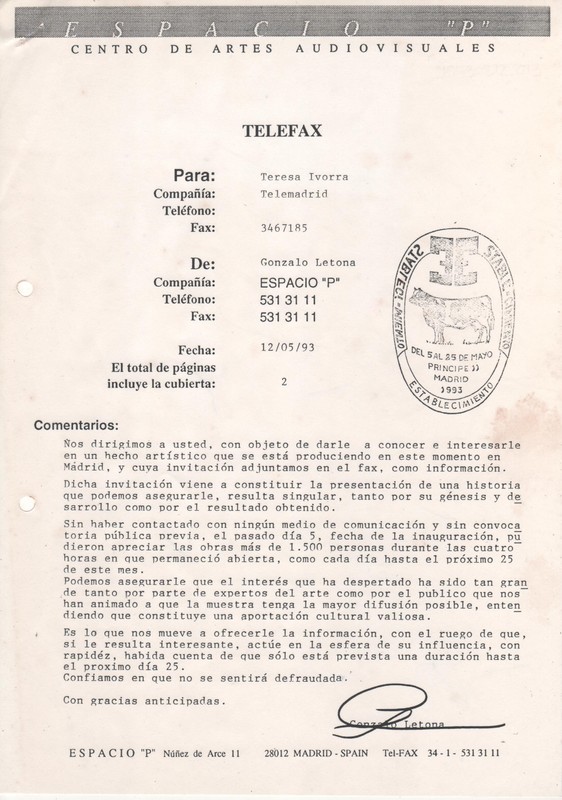 ESPACIO "P"
CENTRO DE ARTES AUDIOVISUALES
TELEFAX
Para: Teresa Ivorra
Compañía: Telemadrid
Teléfono:
Fax: 3467185
De: Gonzalo Letona
Compañía: ESPACIO "P"
Teléfono: 531 31 11
Fax: 531 31 11
Fecha: 12/05/93
El total de páginas
incluye la cubierta: 2
STABLECI-MIENTO
STABLECI-MIENTO
DEL 5 AL 25 DE MAYO
PRINCIPE
MADRID
1993
ESTABLECIMIENTO
Comentarios:
Nos dirigimos a usted, con objeto de darle a conocer e interesarle
en un hecho artístico que se está produciendo en este momento en
Madrid, y cuya invitación adjuntamos en el fax, como información.
Dicha invitación viene a constituir la presentación de una historia
que podemos asegurarle, resulta singular, tanto por su génesis y de
sarrollo como por el resultado obtenido.
Sin haber contactado con ningún medio de comunicación y sin convoca
toria pública previa, el pasado día 5, fecha de la inauguración, pu
dieron apreciar las obras más de 1.500 personas durante las cuatro
horas en que permaneció abierta, como cada día hasta el próximo 25
de este mes.
Podemos asegurarle que el interés que ha despertado ha sido tan gran
de tanto por parte de expertos del arte como por el publico que nos
han animado a que la muestra tenga la mayor difusión posible, enten
diendo que constituye una aportación cultural valiosa.
Es lo que nos mueve a ofrecerle la información, con el ruego de que,
si le resulta interesante, actúe en la esfera de su influencia, con
rapidéz, habida cuenta de que sólo está prevista una duración hasta
el proximo día 25.
Confiamos en que no se sentirá defraudada.
Con gracias anticipadas.
Gonzalo Letona
ESPACIO "P" Núñez de Arce 11 28012 MADRID - SPAIN Tel-FAX 34 - 1 - 531 31 11